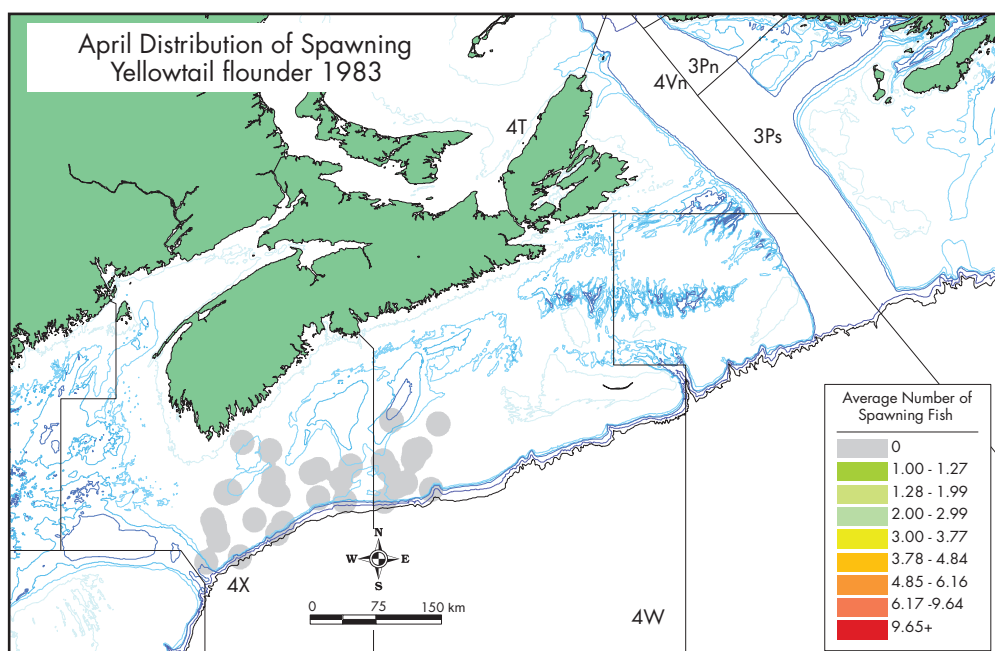 April Distribution of Spawning
Yellowtail flounder 1983
3Pn
4Vn
4T
3Ps
Average Number of
Spawning Fish
0
1.00 - 1.27
1.28 - 1.99
2.00 - 2.99
3.00 - 3.77
3.78 - 4.84
4.85 - 6.16
6.17 -9.64
9.65+
N
W E
S
4X
0 75 150 km
4W